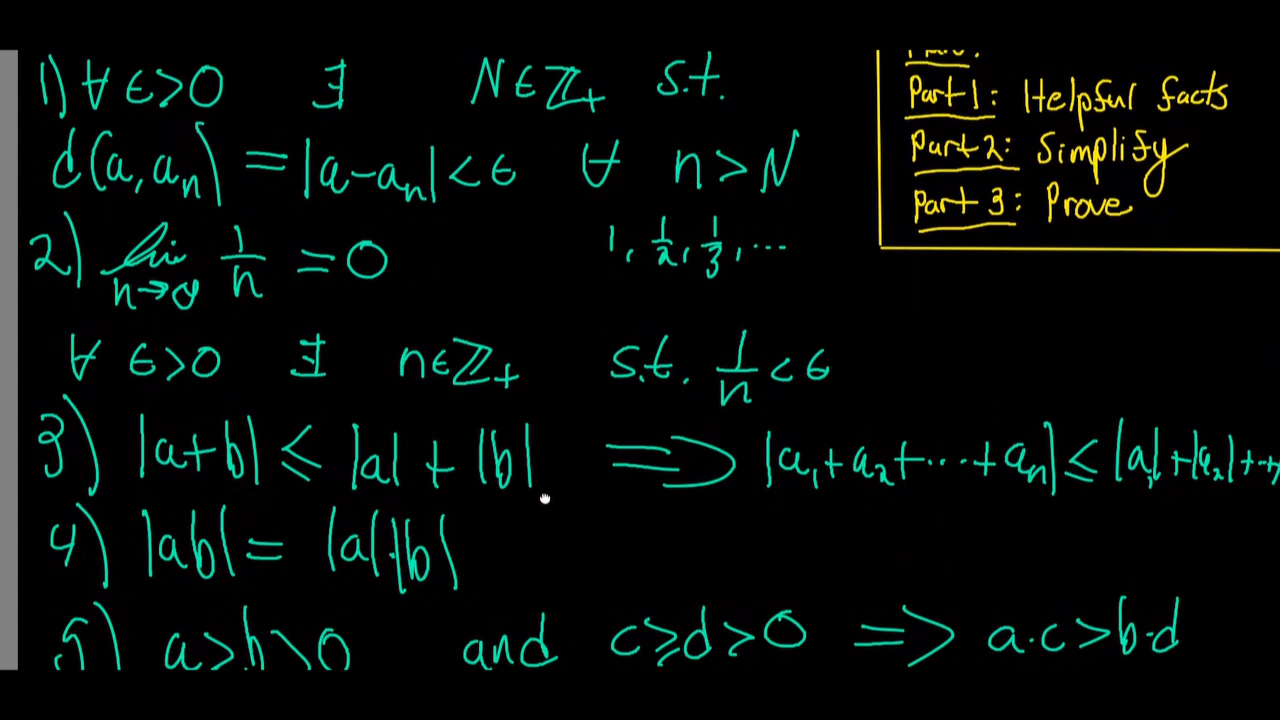 1) ∀ ϵ>0 ∃ N∈ℤ₊ s.t.
d(a, aₙ) = |a-aₙ| < ϵ ∀ n > N
2) lim n→∞ 1/n = 0 1, 1/2, 1/3, ...
∀ ϵ>0 ∃ n∈ℤ₊ s.t. 1/n < ϵ
3) |a+b| ≤ |a| + |b| ⟹ |a₁+a₂+...+aₙ| ≤ |a₁|+|a₂|+...+
4) |ab| = |a|·|b|
5) a>b>0 and c≥d>0 ⟹ a·c>b·d
Part 1: Helpful facts
Part 2: Simplify
Part 3: Prove